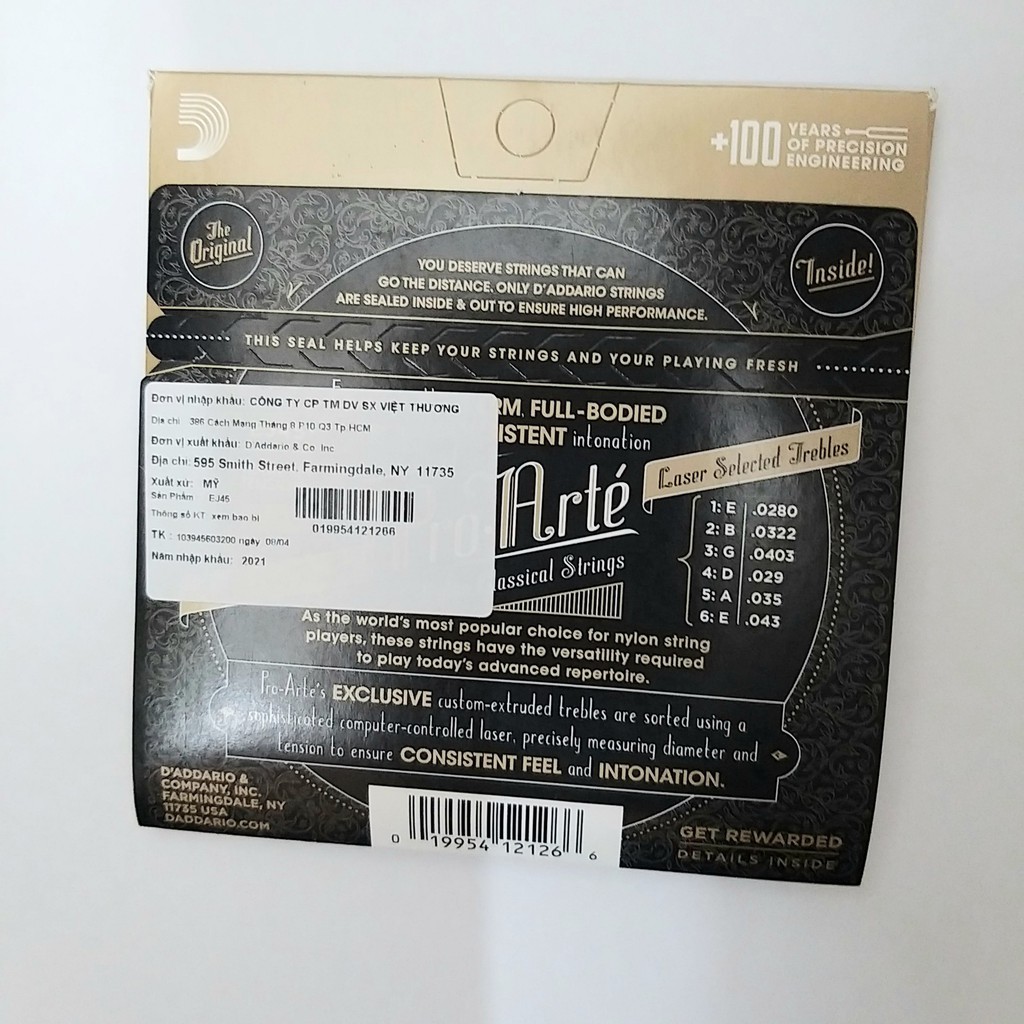 +100 YEARS
OF PRECISION
ENGINEERING
The
Original
Inside!
YOU DESERVE STRINGS THAT CAN
GO THE DISTANCE. ONLY D'ADDARIO STRINGS
ARE SEALED INSIDE & OUT TO ENSURE HIGH PERFORMANCE.
THIS SEAL HELPS KEEP YOUR STRINGS AND YOUR PLAYING FRESH
Đơn vị nhập khẩu: CÔNG TY CP TM DV SX VIỆT THƯƠNG
Địa chỉ: 386 Cách Mạng Tháng 8 P.10 Q3 Tp.HCM
Đơn vị xuất khẩu: D'Addario & Co. Inc
Địa chỉ: 595 Smith Street, Farmingdale, NY 11735
Xuất xứ: MỸ
Sản Phẩm EJ45
Thông số KT: xem bao bì
019954121266
TK : 103945603200 ngày 09/04
Năm nhập khẩu: 2021
FULL-BODIED
intonation
Arté
Strings
Laser Selected Trebles
1: E .0280
2: B .0322
3: G .0403
4: D .029
5: A .035
6: E .043
As the world's most popular choice for nylon string
players, these strings have the versatility required
to play today's advanced repertoire.
Pro-Arté's EXCLUSIVE custom-extruded trebles are sorted using a
sophisticated computer-controlled laser, precisely measuring diameter and
tension to ensure CONSISTENT FEEL and INTONATION.
D'ADDARIO &
COMPANY, INC.
FARMINGDALE, NY
11735 USA
DADDARIO.COM
0 19954 12126 6
GET REWARDED
DETAILS INSIDE